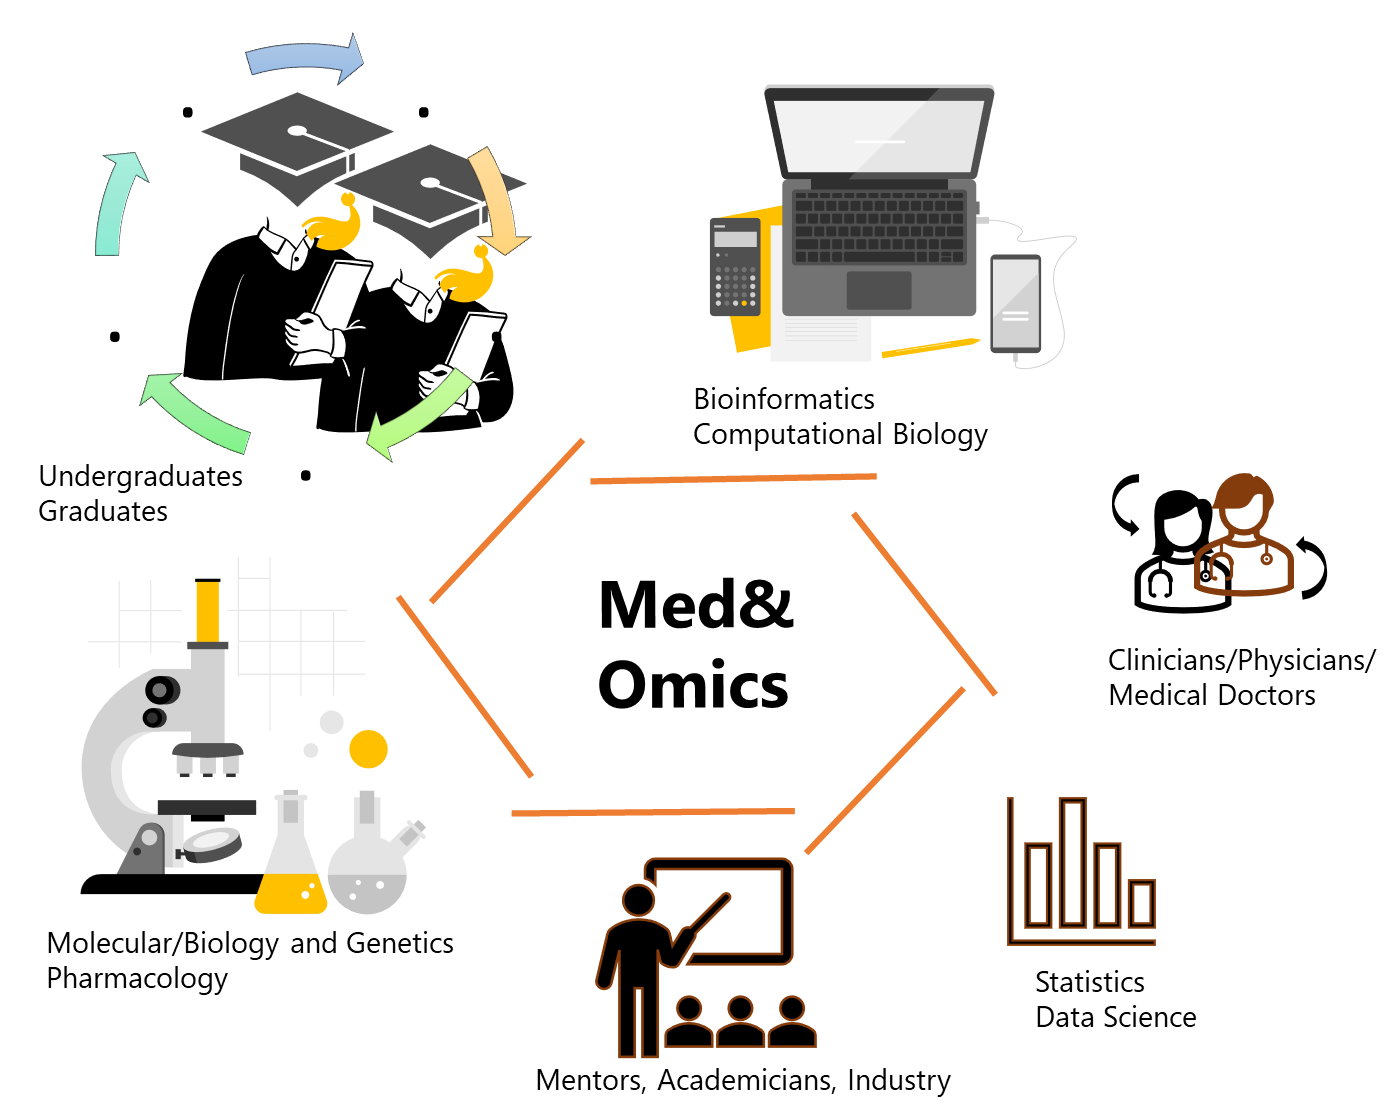 Bioinformatics
Computational Biology
Undergraduates
Graduates
Med&
Omics
Clinicians/Physicians/
Medical Doctors
Molecular/Biology and Genetics
Pharmacology
Statistics
Data Science
Mentors, Academicians, Industry